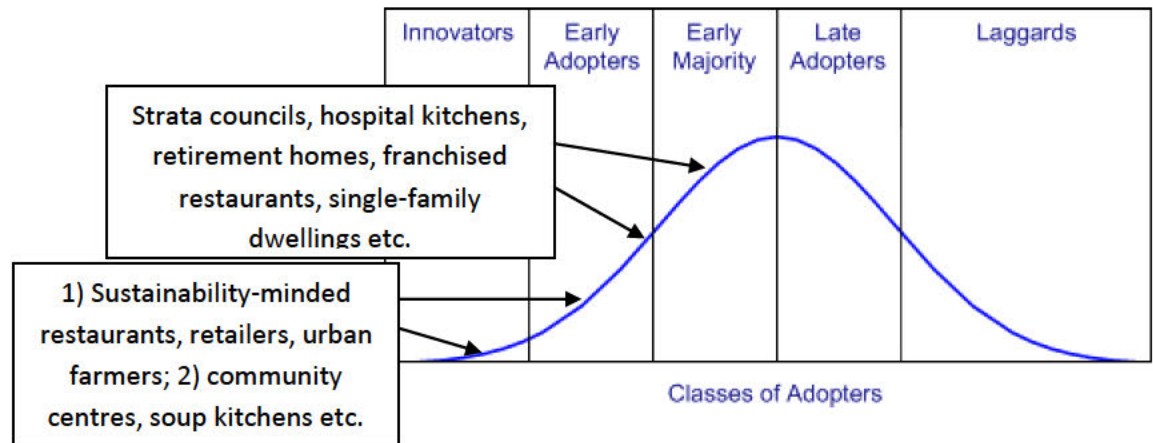 Innovators
Early
Adopters
Early
Majority
Late
Adopters
Laggards
Strata councils, hospital kitchens,
retirement homes, franchised
restaurants, single-family
dwellings etc.
1) Sustainability-minded
restaurants, retailers, urban
farmers; 2) community
centres, soup kitchens etc.
Classes of Adopters